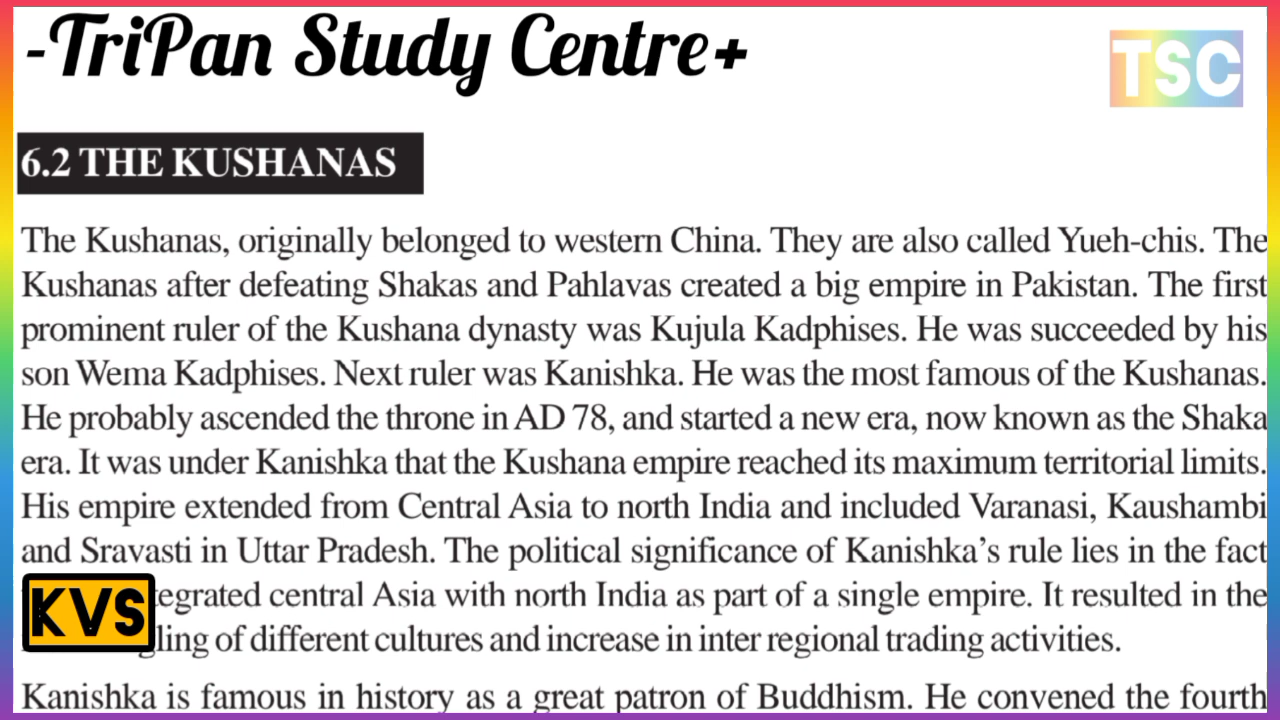 -TriPan Study Centre+
TSC
6.2 THE KUSHANAS
The Kushanas, originally belonged to western China. They are also called Yueh-chis. The
Kushanas after defeating Shakas and Pahlavas created a big empire in Pakistan. The first
prominent ruler of the Kushana dynasty was Kujula Kadphises. He was succeeded by his
son Wema Kadphises. Next ruler was Kanishka. He was the most famous of the Kushanas.
He probably ascended the throne in AD 78, and started a new era, now known as the Shaka
era. It was under Kanishka that the Kushana empire reached its maximum territorial limits.
His empire extended from Central Asia to north India and included Varanasi, Kaushambi
and Sravasti in Uttar Pradesh. The political significance of Kanishka's rule lies in the fact
tegrated central Asia with north India as part of a single empire. It resulted in the
KVS
gling of different cultures and increase in inter regional trading activities.
Kanishka is famous in history as a great patron of Buddhism. He convened the fourth